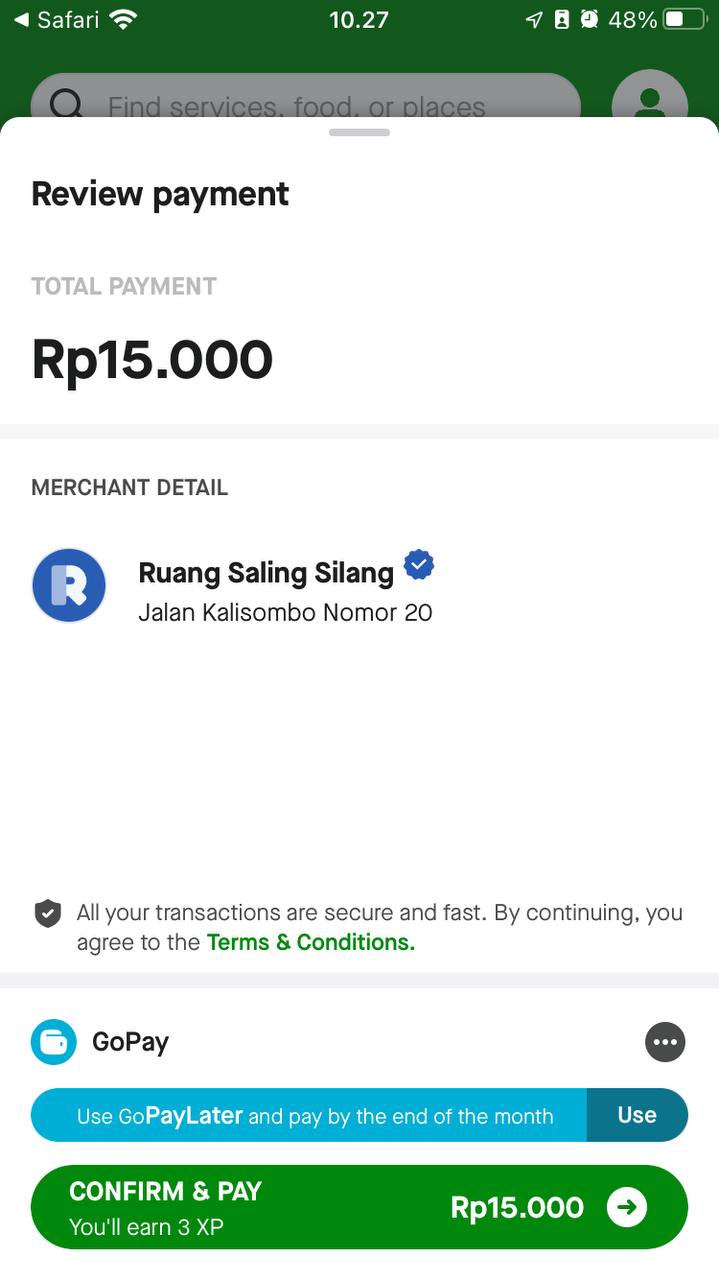 Safari
10.27
48%
Find services, food, or places
Review payment
TOTAL PAYMENT
Rp15.000
MERCHANT DETAIL
R
Ruang Saling Silang
Jalan Kalisombo Nomor 20
All your transactions are secure and fast. By continuing, you
agree to the Terms & Conditions.
GoPay
Use GoPayLater and pay by the end of the month
Use
CONFIRM & PAY
Rp15.000
You'll earn 3 XP